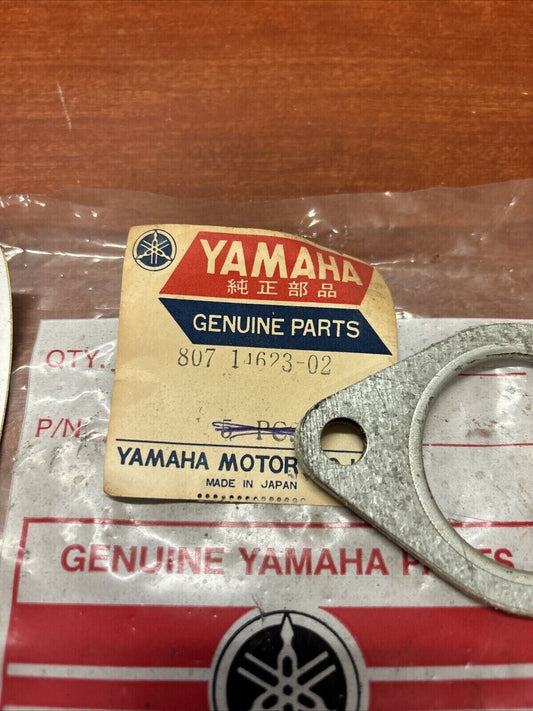 YAMAHA
純正部品
GENUINE PARTS
807 14623-02
QTY.
P/N
5 PC
YAMAHA MOTOR
MADE IN JAPAN
GENUINE YAMAHA PARTS